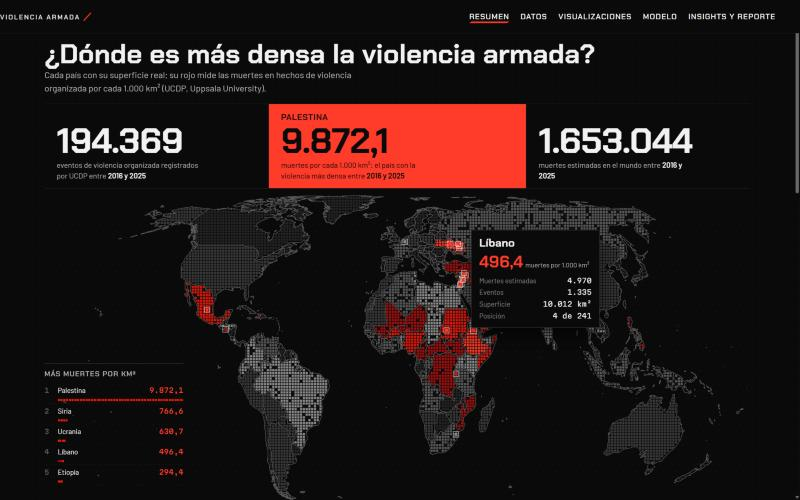 VIOLENCIA ARMADA
RESUMEN DATOS VISUALIZACIONES MODELO INSIGHTS Y REPORTE
¿Dónde es más densa la violencia armada?
Cada país con su superficie real; su rojo mide las muertes en hechos de violencia
organizada por cada 1.000 km² (UCDP, Uppsala University).
194.369
eventos de violencia organizada registrados
por UCDP entre 2016 y 2025
PALESTINA
9.872,1
muertes por cada 1.000 km²: el país con la
violencia más densa entre 2016 y 2025
1.653.044
muertes estimadas en el mundo entre 2016 y
2025
Líbano
496,4 muertes por 1.000 km²
Muertes estimadas 4.970
Eventos 1.335
Superficie 10.012 km²
Posición 4 de 241
MÁS MUERTES POR KM²
1 Palestina 9.872,1
2 Siria 766,6
3 Ucrania 630,7
4 Líbano 496,4
5 Etiopía 294,4